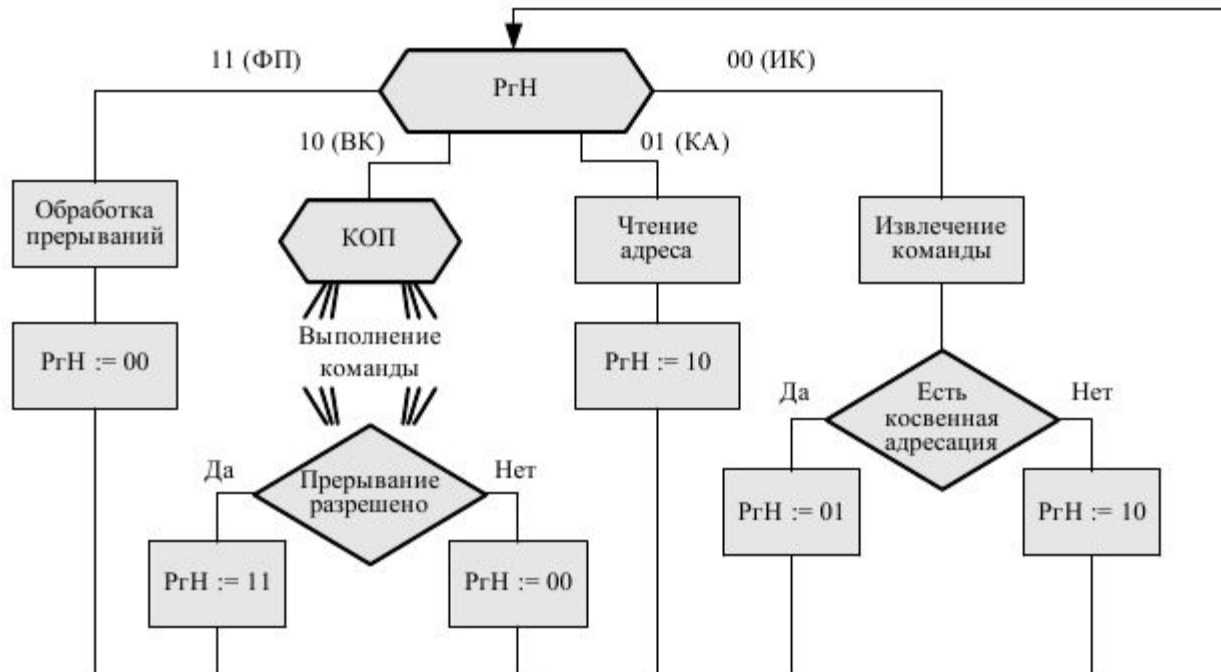 11 (ФП)
00 (ИК)
РгН
10 (ВК)
01 (КА)
Обработка
прерываний
КОП
Чтение
адреса
Извлечение
команды
РгН := 00
Выполнение
команды
РгН := 10
Да
Есть
косвенная
адресация
Нет
Да
Прерывание
разрешено
Нет
РгН := 01
РгН := 10
РгН := 11
РгН := 00